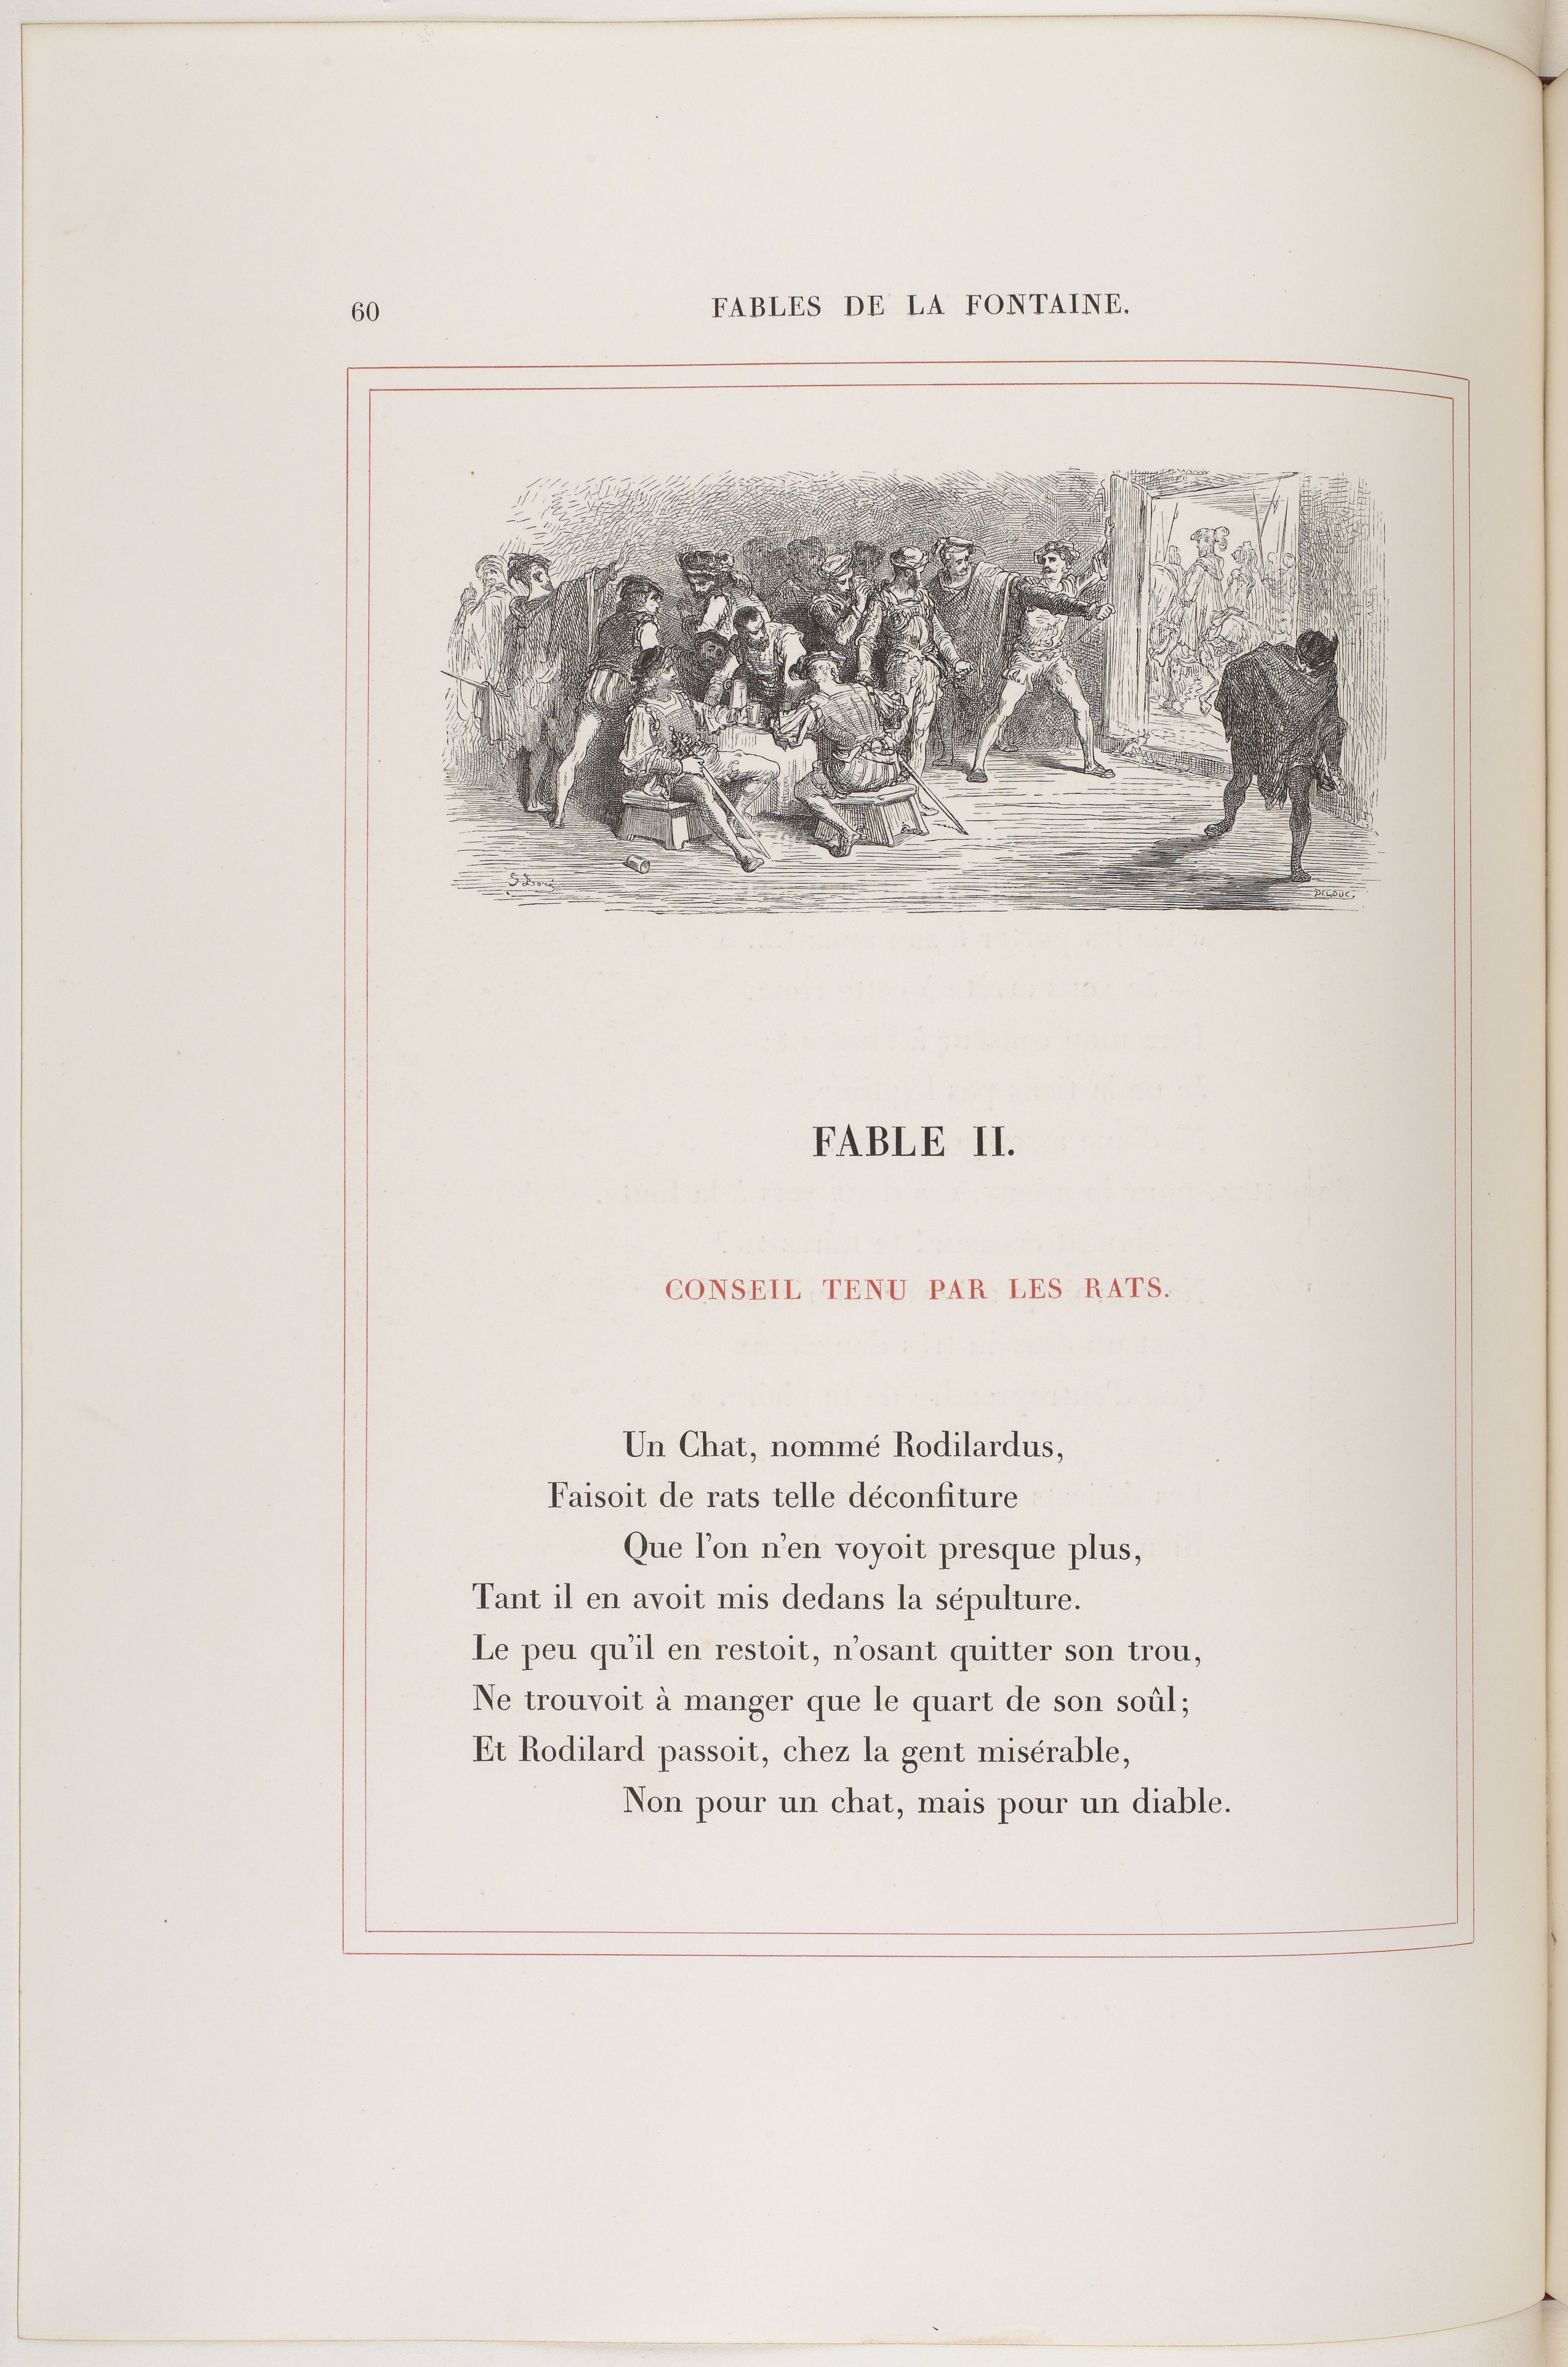 60
FABLES DE LA FONTAINE.
G. Doré
DELDUC.
FABLE II.
CONSEIL TENU PAR LES RATS.
Un Chat, nommé Rodilardus,
Faisoit de rats telle déconfiture
Que l'on n'en voyoit presque plus,
Tant il en avoit mis dedans la sépulture.
Le peu qu'il en restoit, n'osant quitter son trou,
Ne trouvoit à manger que le quart de son soûl;
Et Rodilard passoit, chez la gent misérable,
Non pour un chat, mais pour un diable.